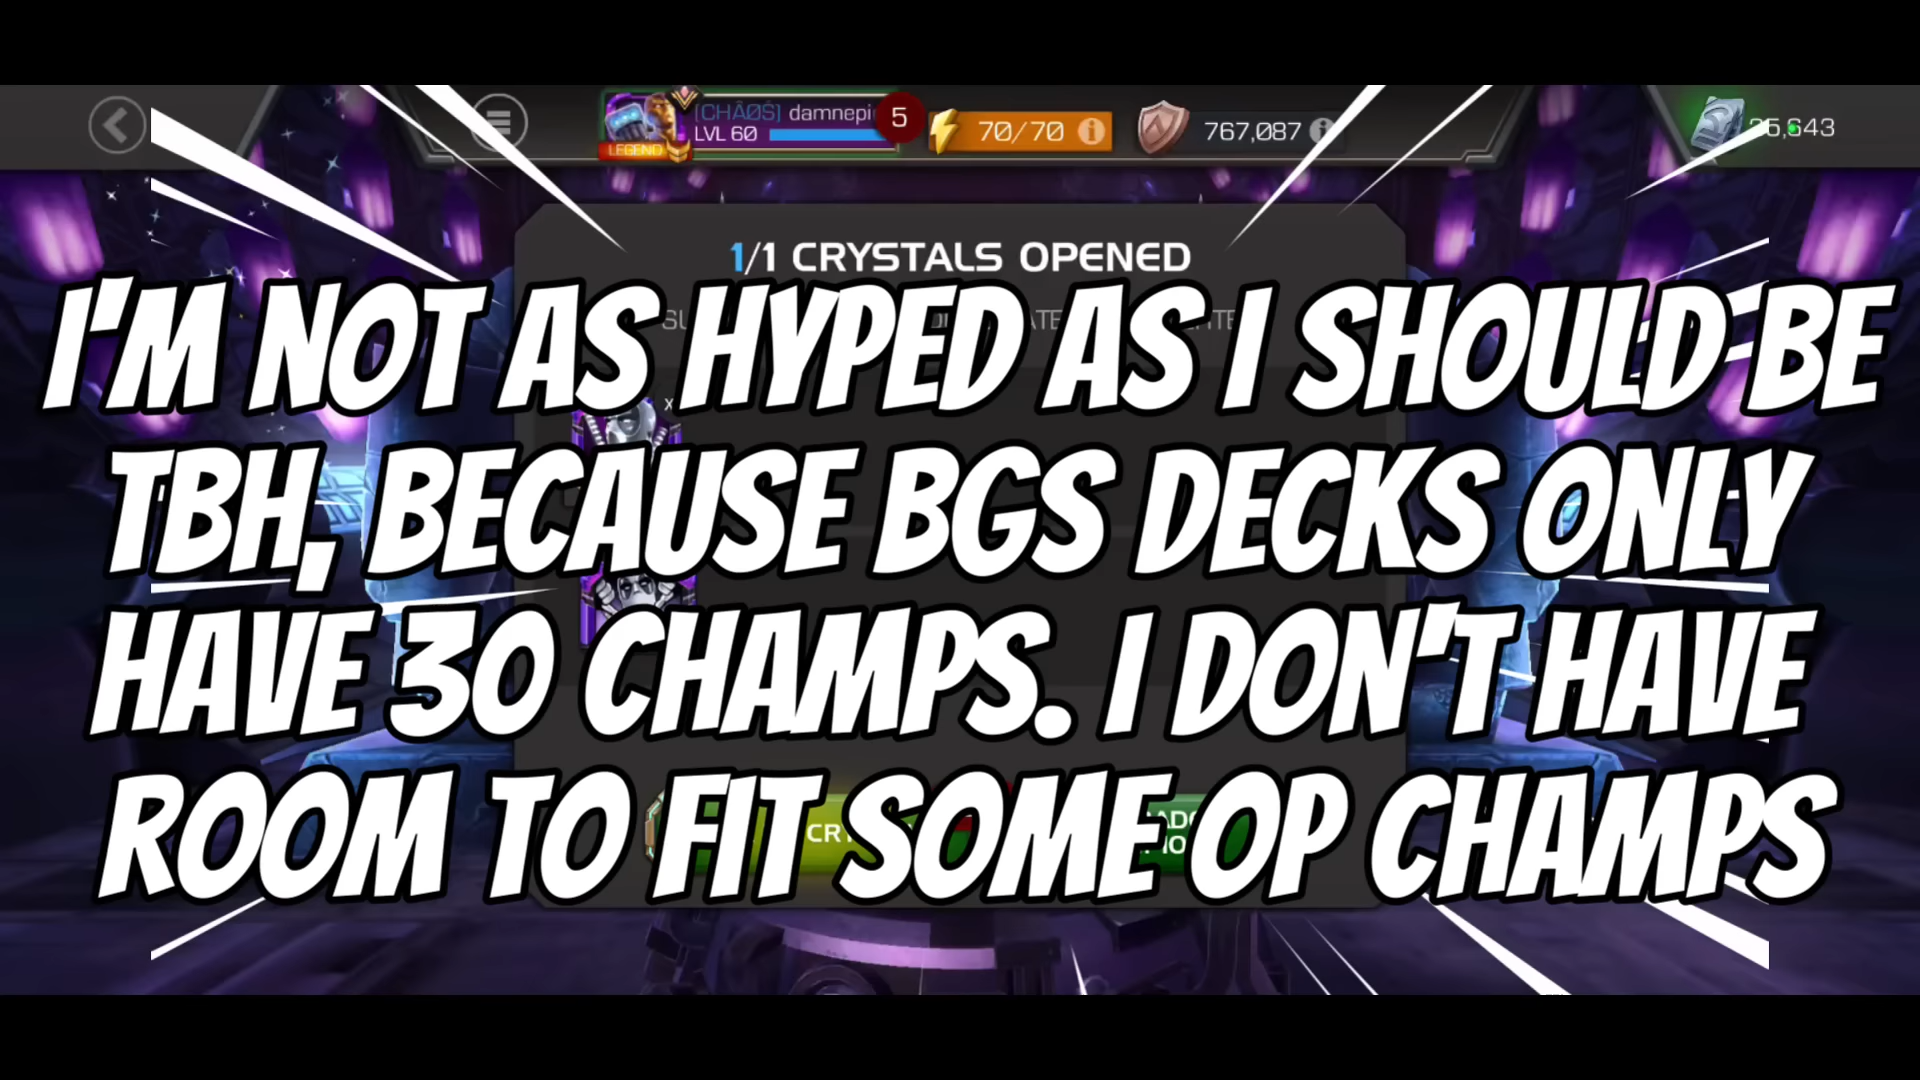 [CHÂØŚ] damnepi
5
LVL 60
LEGEND
70/70
767,087
1/1 CRYSTALS OPENED
I'M NOT AS HYPED AS I SHOULD BE
TBH, BECAUSE BGS DECKS ONLY
HAVE 30 CHAMPS. I DON'T HAVE
ROOM TO FIT SOME OP CHAMPS